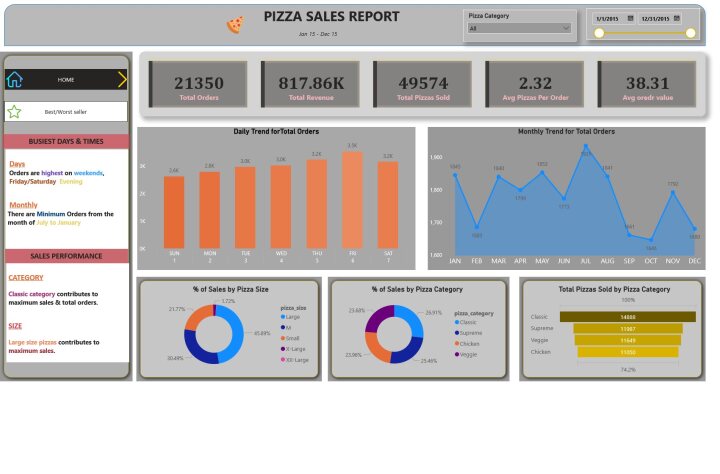 PIZZA SALES REPORT
Jan 15 - Dec 15
Pizza Category
All
1/1/2015
12/31/2015
HOME
Best/Worst seller
BUSIEST DAYS & TIMES
Days
Orders are highest on weekends,
Friday/Saturday Evening
Monthly
There are Minimum Orders from the
month of July to January
SALES PERFORMANCE
CATEGORY
Classic category contributes to
maximum sales & total orders.
SIZE
Large size pizzas contributes to
maximum sales.
21350
Total Orders
817.86K
Total Revenue
49574
Total Pizzas Sold
2.32
Avg Pizzas Per Order
38.31
Avg oredr value
Daily Trend forTotal Orders
3K
2K
1K
0K
2.6K
2.8K
3.0K
3.0K
3.2K
3.5K
3.2K
SUN MON TUE WED THU FRI SAT
1 2 3 4 5 6 7
Monthly Trend for Total Orders
1,900
1,800
1,700
1,600
1845
1685
1840
1799
1853
1773
1935
1841
1661
1646
1792
1680
JAN FEB MAR APR MAY JUN JUL AUG SEP OCT NOV DEC
% of Sales by Pizza Size
1.72%
21.77%
30.49%
45.89%
pizza_size
Large
M
Small
X-Large
XX-Large
% of Sales by Pizza Category
23.68%
26.91%
23.96%
25.46%
pizza_category
Classic
Supreme
Chicken
Veggie
Total Pizzas Sold by Pizza Category
100%
Classic 14888
Supreme 11987
Veggie 11649
Chicken 11050
74.2%